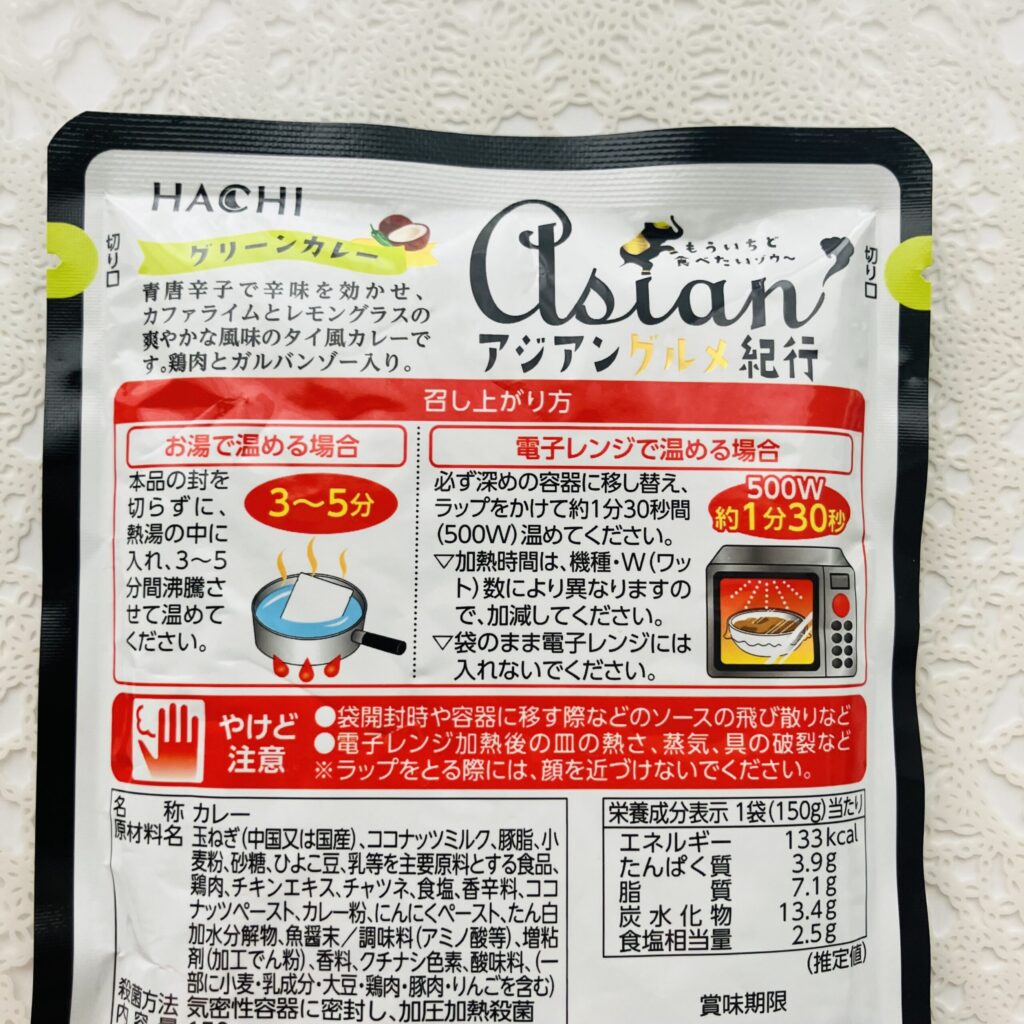 HACHI
グリーンカレー
青唐辛子で辛味を効かせ、
カファライムとレモングラスの
爽やかな風味のタイ風カレーで
す。鶏肉とガルバンゾー入り。
切り口
もういちど
食べたいゾウ〜
Asian
アジアングルメ紀行
切り口
召し上がり方
お湯で温める場合
本品の封を
切らずに、
熱湯の中に
入れ、3〜5
分間沸騰さ
せて温めて
ください。
3〜5分
電子レンジで温める場合
必ず深めの容器に移し替え、
ラップをかけて約1分30秒間
(500W)温めてください。
▽加熱時間は、機種・W(ワッ
ト)数により異なりますの
で、加減してください。
▽袋のまま電子レンジには
入れないでください。
500W
約1分30秒
やけど
注意
●袋開封時や容器に移す際などのソースの飛び散りなど
●電子レンジ加熱後の皿の熱さ、蒸気、具の破裂など
※ラップをとる際には、顔を近づけないでください。
名称 カレー
原材料名 玉ねぎ(中国又は国産)、ココナッツミルク、豚脂、小
麦粉、砂糖、ひよこ豆、乳等を主要原料とする食品、
鶏肉、チキンエキス、チャツネ、食塩、香辛料、ココ
ナッツペースト、カレー粉、にんにくペースト、たん白
加水分解物、魚醤末/調味料(アミノ酸等)、増粘
剤(加工でん粉)、香料、クチナシ色素、酸味料、(一
部に小麦・乳成分・大豆・鶏肉・豚肉・りんごを含む)
殺菌方法 気密性容器に密封し、加圧加熱殺菌
内容量
栄養成分表示 1袋(150g)当たり
エネルギー 133kcal
たんぱく質 3.9g
脂質 7.1g
炭水化物 13.4g
食塩相当量 2.5g
(推定値)
賞味期限